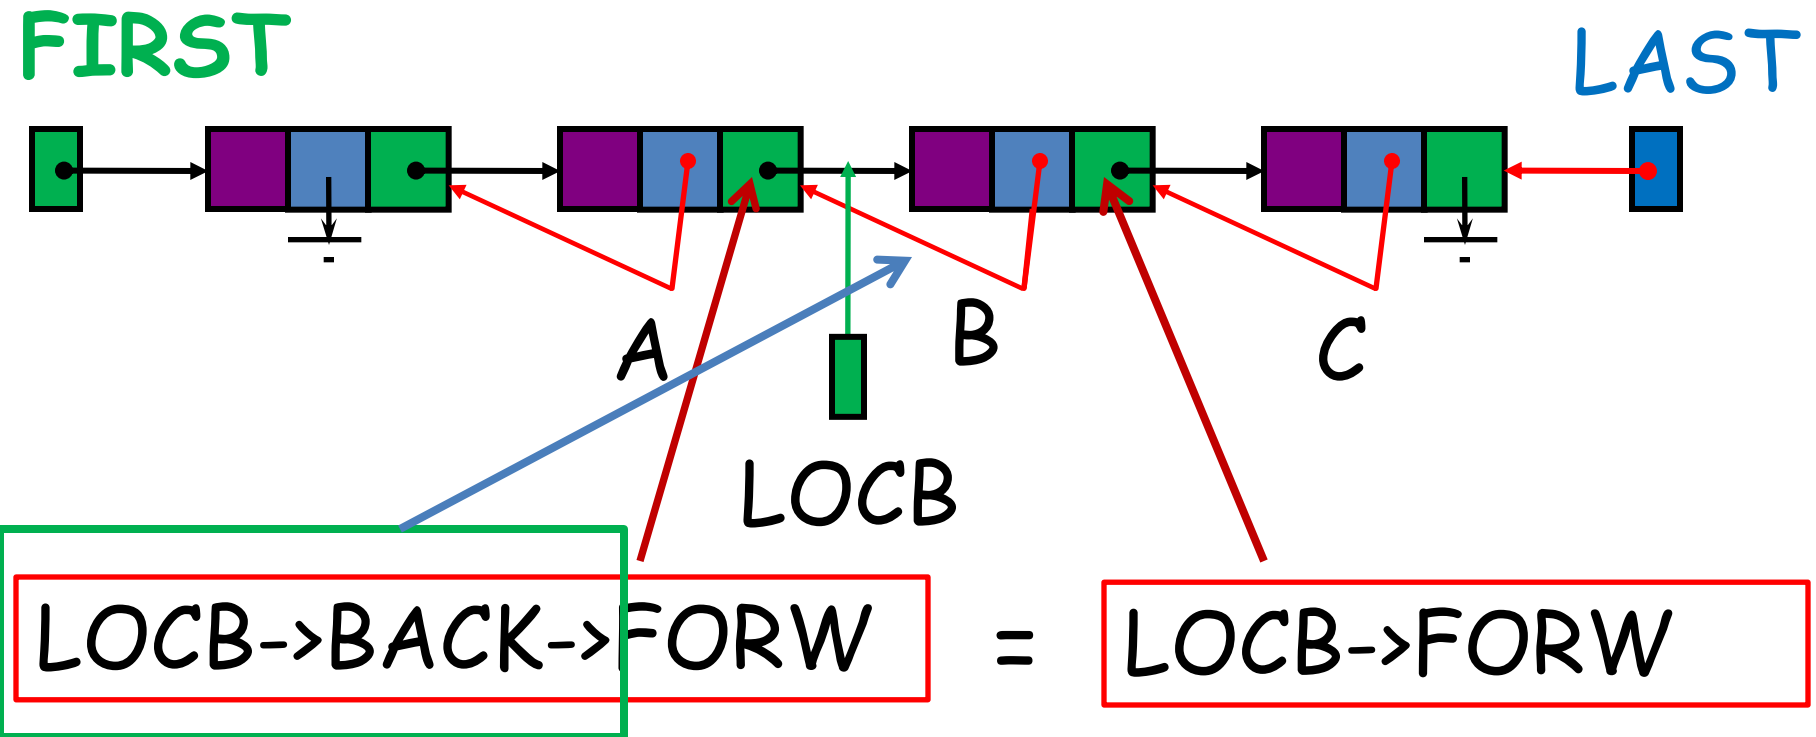 FIRST
LAST
A
B
C
LOCB
LOCB->BACK->FORW = LOCB->FORW